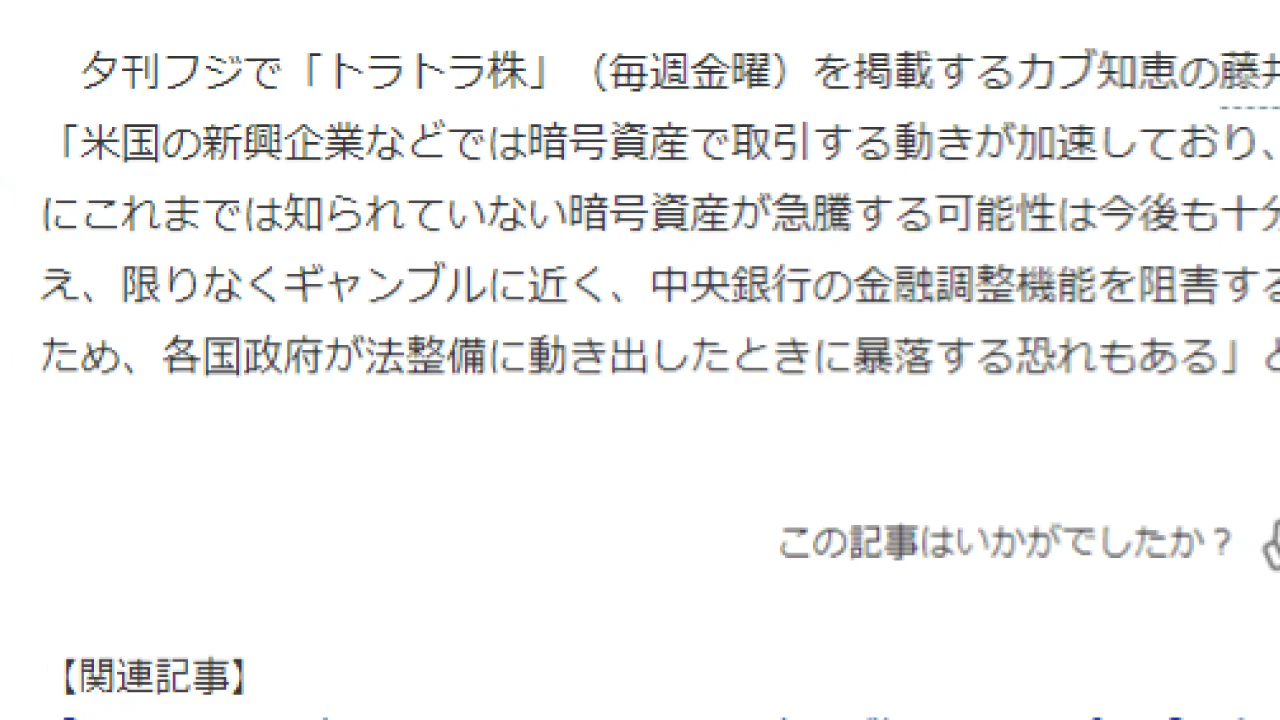 夕刊フジで「トラトラ株」（毎週金曜）を掲載するカブ知恵の藤井
「米国の新興企業などでは暗号資産で取引する動きが加速しており、
にこれまでは知られていない暗号資産が急騰する可能性は今後も十分
え、限りなくギャンブルに近く、中央銀行の金融調整機能を阻害する
ため、各国政府が法整備に動き出したときに暴落する恐れもある」と
この記事はいかがでしたか？
【関連記事】